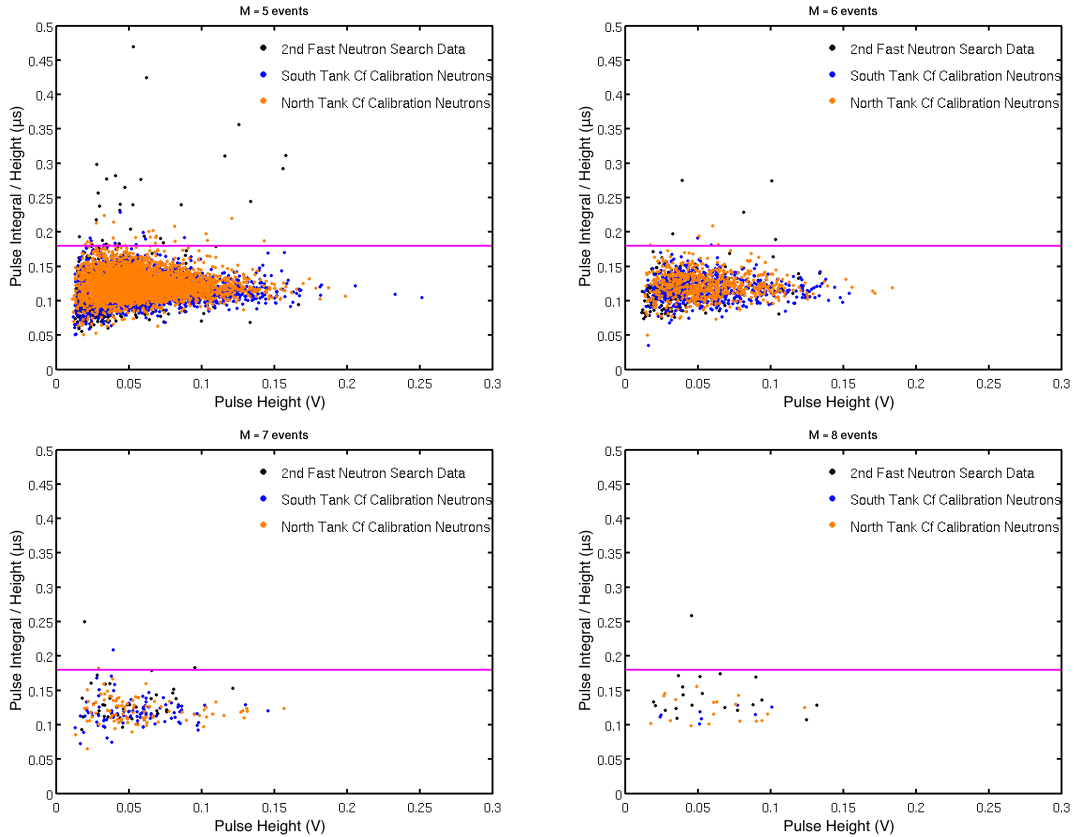 M = 5 events
Pulse Integral / Height (µs)
0.5
0.45
0.4
0.35
0.3
0.25
0.2
0.15
0.1
0.05
0
2nd Fast Neutron Search Data
South Tank Cf Calibration Neutrons
North Tank Cf Calibration Neutrons
0 0.05 0.1 0.15 0.2 0.25 0.3
Pulse Height (V)
M = 6 events
Pulse Integral / Height (µs)
0.5
0.45
0.4
0.35
0.3
0.25
0.2
0.15
0.1
0.05
0
2nd Fast Neutron Search Data
South Tank Cf Calibration Neutrons
North Tank Cf Calibration Neutrons
0 0.05 0.1 0.15 0.2 0.25 0.3
Pulse Height (V)
M = 7 events
Pulse Integral / Height (µs)
0.5
0.45
0.4
0.35
0.3
0.25
0.2
0.15
0.1
0.05
0
2nd Fast Neutron Search Data
South Tank Cf Calibration Neutrons
North Tank Cf Calibration Neutrons
0 0.05 0.1 0.15 0.2 0.25 0.3
Pulse Height (V)
M = 8 events
Pulse Integral / Height (µs)
0.5
0.45
0.4
0.35
0.3
0.25
0.2
0.15
0.1
0.05
0
2nd Fast Neutron Search Data
South Tank Cf Calibration Neutrons
North Tank Cf Calibration Neutrons
0 0.05 0.1 0.15 0.2 0.25 0.3
Pulse Height (V)